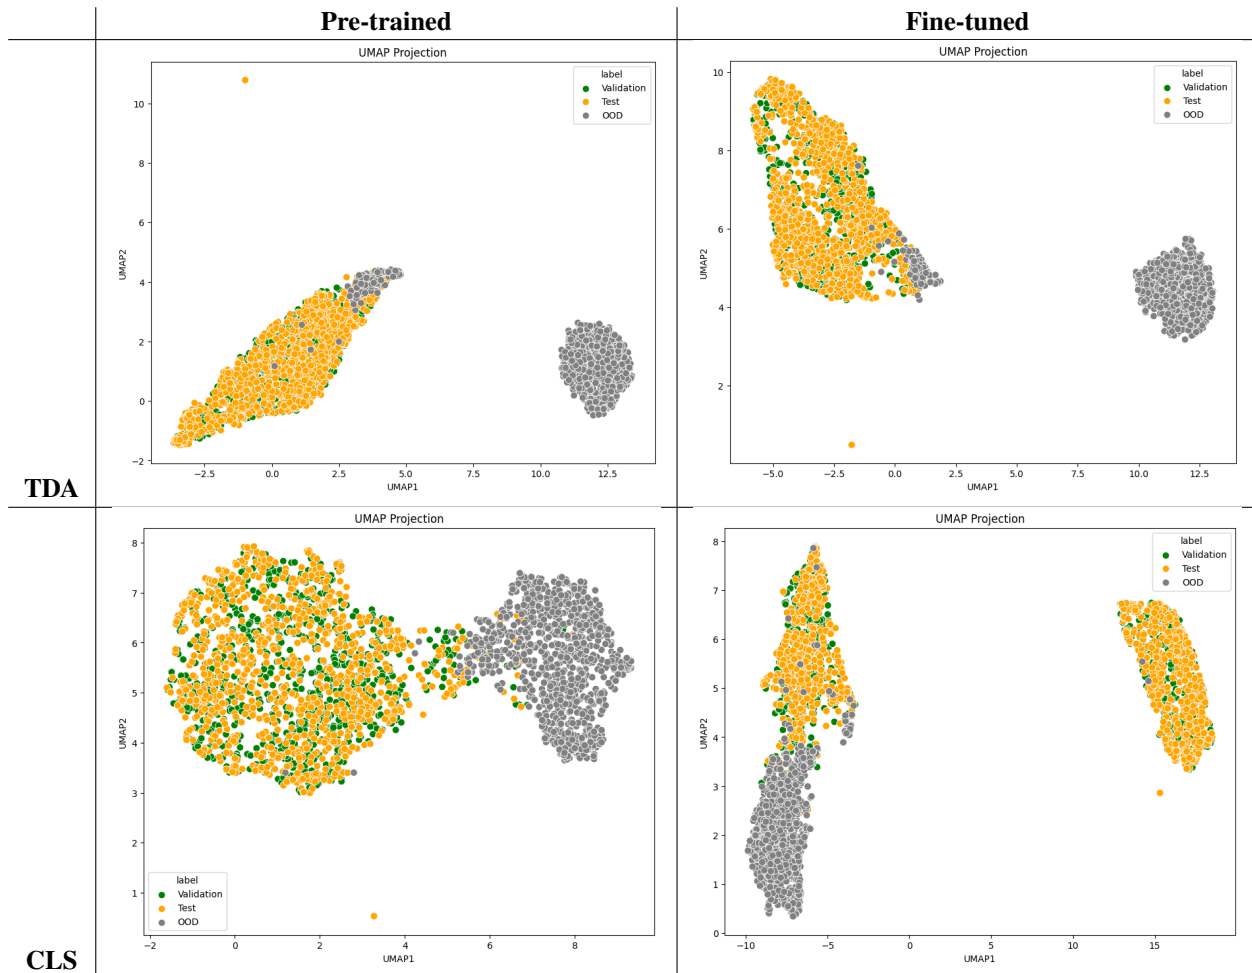 Pre-trained
Fine-tuned
TDA
UMAP Projection
label
Validation
Test
OOD
UMAP2
10
8
6
4
2
0
−2
−2.5
0.0
2.5
5.0
7.5
10.0
12.5
UMAP1
UMAP Projection
label
Validation
Test
OOD
UMAP2
10
8
6
4
2
−5.0
−2.5
0.0
2.5
5.0
7.5
10.0
12.5
UMAP1
CLS
UMAP Projection
UMAP2
8
7
6
5
4
3
2
1
label
Validation
Test
OOD
−2
0
2
4
6
8
UMAP1
UMAP Projection
label
Validation
Test
OOD
UMAP2
8
7
6
5
4
3
2
1
0
−10
−5
0
5
10
15
UMAP1